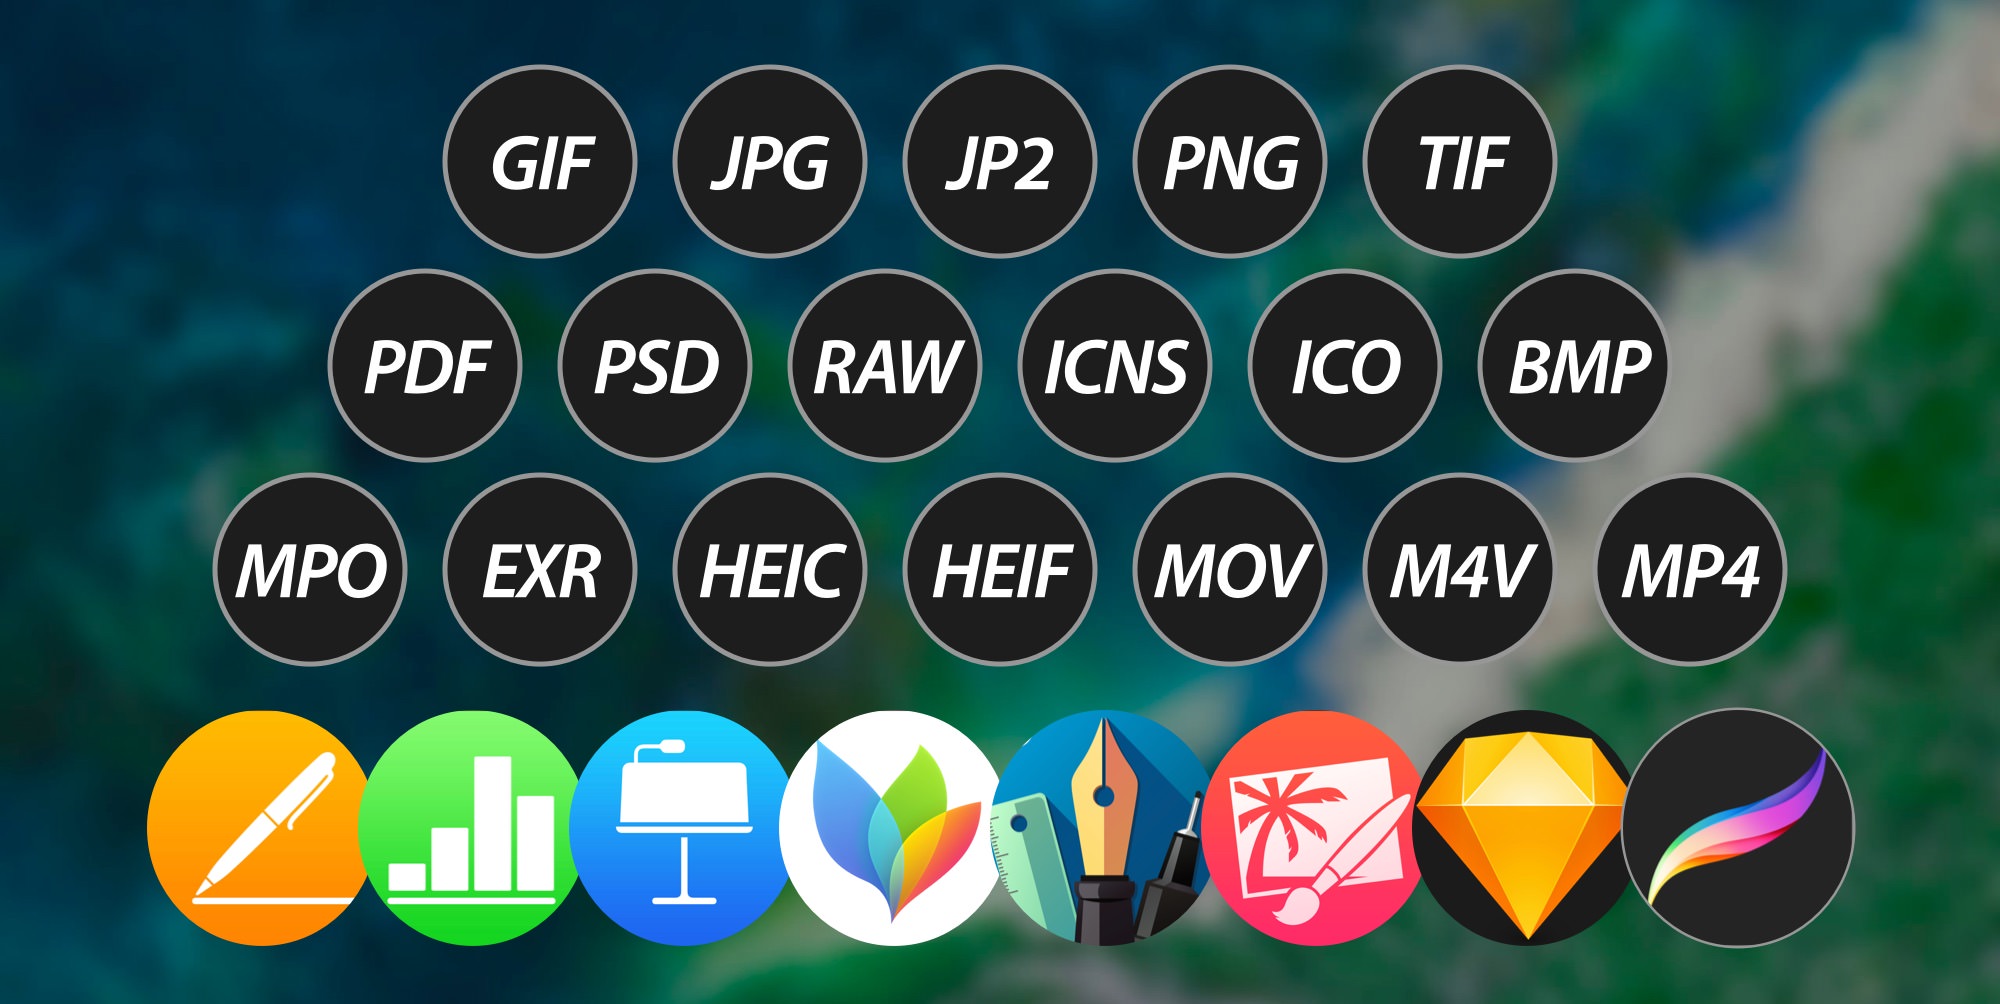 GIF JPG JP2 PNG TIF
PDF PSD RAW ICNS ICO BMP
MPO EXR HEIC HEIF MOV M4V MP4